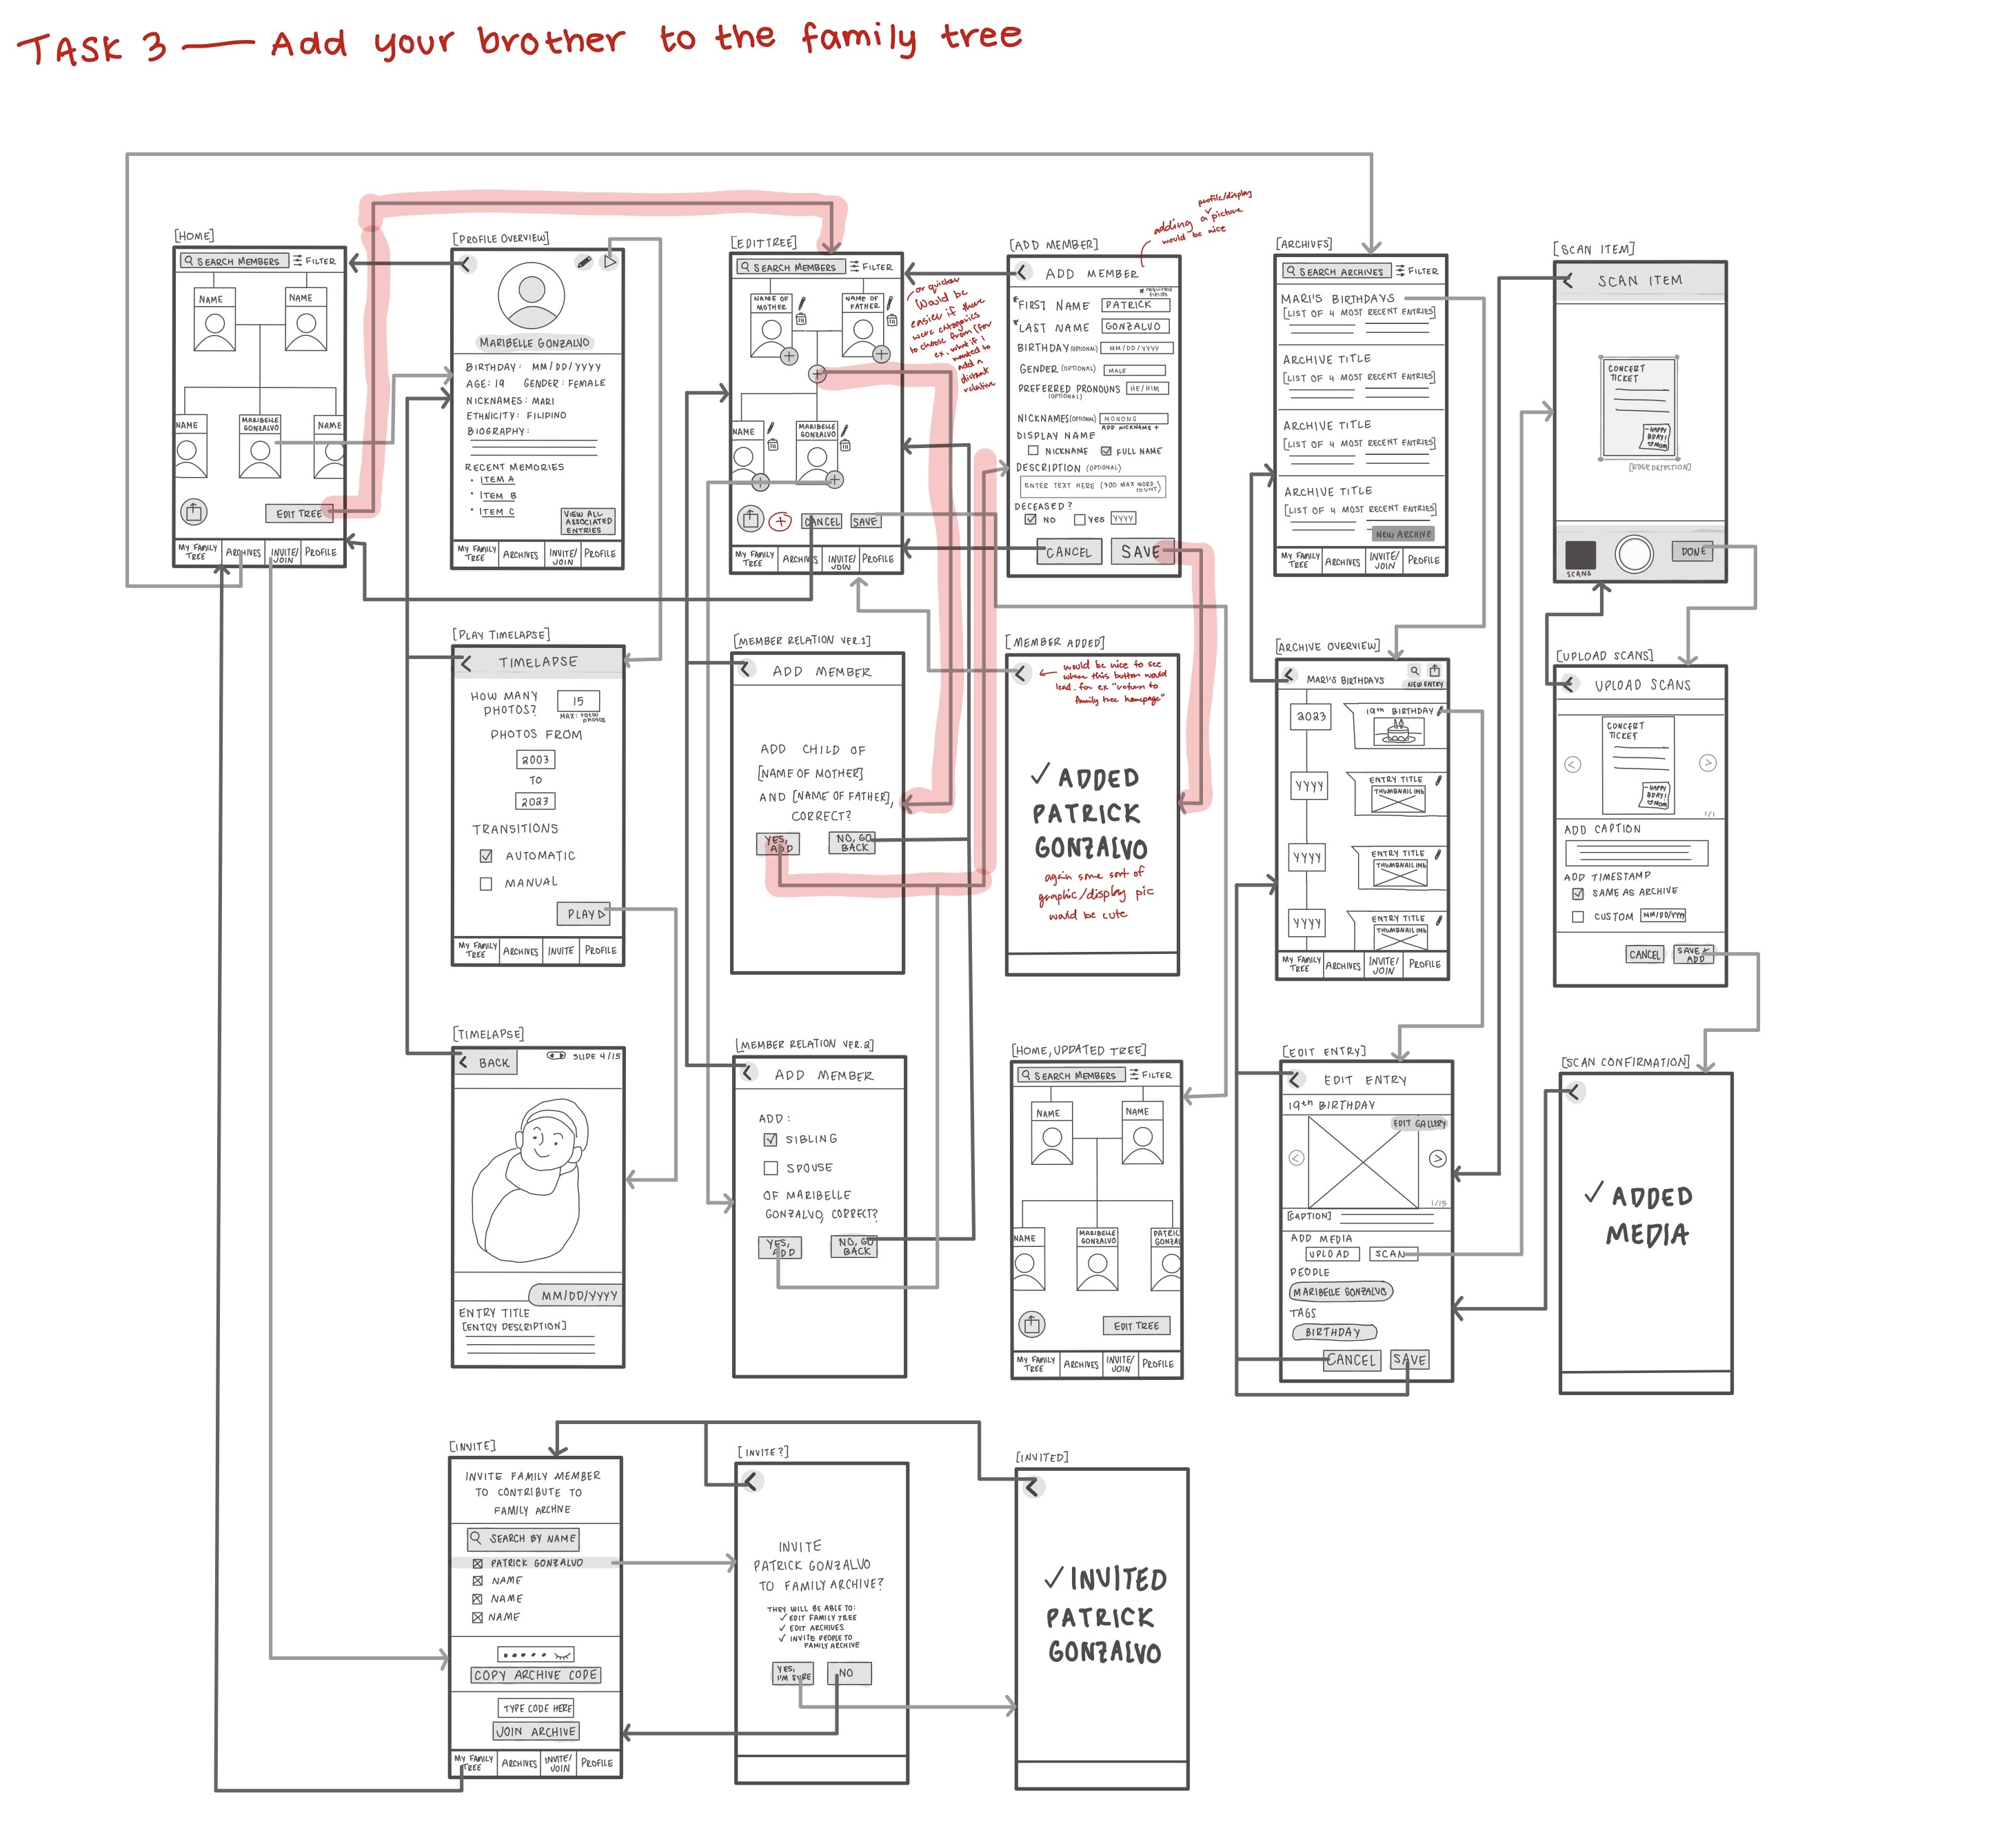 TASK 3 — Add your brother to the family tree
[HOME]
SEARCH MEMBERS
FILTER
NAME
NAME
NAME
MARIBELLE
GONZALVO
NAME
EDIT TREE
MY FAMILY
TREE
ARCHIVES
INVITE/
JOIN
PROFILE
[PROFILE OVERVIEW]
MARIBELLE GONZALVO
BIRTHDAY: MM/DD/YYYY
AGE: 19 GENDER: FEMALE
NICKNAMES: MARI
ETHNICITY: FILIPINO
BIOGRAPHY:
RECENT MEMORIES
• ITEM A
• ITEM B
• ITEM C
VIEW ALL
ASSOCIATED
ENTRIES
MY FAMILY
TREE
ARCHIVES
INVITE/
JOIN
PROFILE
[EDIT TREE]
SEARCH MEMBERS
FILTER
NAME OF
MOTHER
NAME OF
FATHER
NAME
MARIBELLE
GONZALVO
CANCEL
SAVE
MY FAMILY
TREE
ARCHIVES
INVITE/
JOIN
PROFILE
or quicker
Would be
easier if there
were categories
to choose from (for
ex, what if I
wanted to
add a
distant
relative
[ADD MEMBER]
profile/display
adding a picture
would be nice
ADD MEMBER
* required
fields
*FIRST NAME PATRICK
*LAST NAME GONZALVO
BIRTHDAY (OPTIONAL) MM/DD/YYYY
GENDER (OPTIONAL) MALE
PREFERRED PRONOUNS HE/HIM
(OPTIONAL)
NICKNAMES (OPTIONAL) MONONG
ADD NICKNAME +
DISPLAY NAME
NICKNAME FULL NAME
DESCRIPTION (OPTIONAL)
ENTER TEXT HERE (300 MAX WORD
COUNT)
DECEASED?
NO YES YYYY
CANCEL SAVE
[ARCHIVES]
SEARCH ARCHIVES
FILTER
MARI'S BIRTHDAYS
[LIST OF 4 MOST RECENT ENTRIES]
ARCHIVE TITLE
[LIST OF 4 MOST RECENT ENTRIES]
ARCHIVE TITLE
[LIST OF 4 MOST RECENT ENTRIES]
ARCHIVE TITLE
[LIST OF 4 MOST RECENT ENTRIES]
NEW ARCHIVE
MY FAMILY
TREE
ARCHIVES
INVITE/
JOIN
PROFILE
[SCAN ITEM]
SCAN ITEM
CONCERT
TICKET
-HAPPY
BDAY!
♡MOM
[EDGE DETECTION]
SCANS
DONE
[PLAY TIMELAPSE]
TIMELAPSE
HOW MANY
PHOTOS?
15
MAX: total
photos
PHOTOS FROM
2003
TO
2023
TRANSITIONS
AUTOMATIC
MANUAL
PLAY
MY FAMILY
TREE
ARCHIVES
INVITE
PROFILE
[MEMBER RELATION VER.1]
ADD MEMBER
ADD CHILD OF
[NAME OF MOTHER]
AND [NAME OF FATHER],
CORRECT?
YES,
ADD
NO, GO
BACK
[MEMBER ADDED]
would be nice to see
where this button would
lead. for ex "return to
family tree homepage"
✓ ADDED
PATRICK
GONZALVO
again some sort of
graphic/display pic
would be cute
[ARCHIVE OVERVIEW]
MARI'S BIRTHDAYS
NEW ENTRY
2023
19th BIRTHDAY
YYYY
ENTRY TITLE
THUMBNAIL IMG
YYYY
ENTRY TITLE
THUMBNAIL IMG
YYYY
ENTRY TITLE
THUMBNAIL IMG
MY FAMILY
TREE
ARCHIVES
INVITE/
JOIN
PROFILE
[UPLOAD SCANS]
UPLOAD SCANS
CONCERT
TICKET
-HAPPY
BDAY!
♡MOM
1/1
ADD CAPTION
ADD TIMESTAMP
SAME AS ARCHIVE
CUSTOM MM/DD/YYYY
CANCEL
SAVE +
ADD
[TIMELAPSE]
BACK
SLIDE 4/15
MM/DD/YYYY
ENTRY TITLE
[ENTRY DESCRIPTION]
[MEMBER RELATION VER.2]
ADD MEMBER
ADD:
SIBLING
SPOUSE
OF MARIBELLE
GONZALVO, CORRECT?
YES,
ADD
NO, GO
BACK
[HOME, UPDATED TREE]
SEARCH MEMBERS
FILTER
NAME
NAME
NAME
MARIBELLE
GONZALVO
PATRIC
GONZAL
EDIT TREE
MY FAMILY
TREE
ARCHIVES
INVITE/
JOIN
PROFILE
[EDIT ENTRY]
EDIT ENTRY
19th BIRTHDAY
EDIT GALLERY
1/15
[CAPTION]
ADD MEDIA
UPLOAD SCAN
PEOPLE
MARIBELLE GONZALVO
TAGS
BIRTHDAY
CANCEL SAVE
[SCAN CONFIRMATION]
✓ ADDED
MEDIA
[INVITE]
INVITE FAMILY MEMBER
TO CONTRIBUTE TO
FAMILY ARCHIVE
SEARCH BY NAME
PATRICK GONZALVO
NAME
NAME
NAME
COPY ARCHIVE CODE
TYPE CODE HERE
JOIN ARCHIVE
MY FAMILY
TREE
ARCHIVES
INVITE/
JOIN
PROFILE
[INVITE?]
INVITE
PATRICK GONZALVO
TO FAMILY ARCHIVE?
THEY WILL BE ABLE TO:
✓ EDIT FAMILY TREE
✓ EDIT ARCHIVES
✓ INVITE PEOPLE TO
FAMILY ARCHIVE
YES,
I'M SURE
NO
[INVITED]
✓ INVITED
PATRICK
GONZALVO